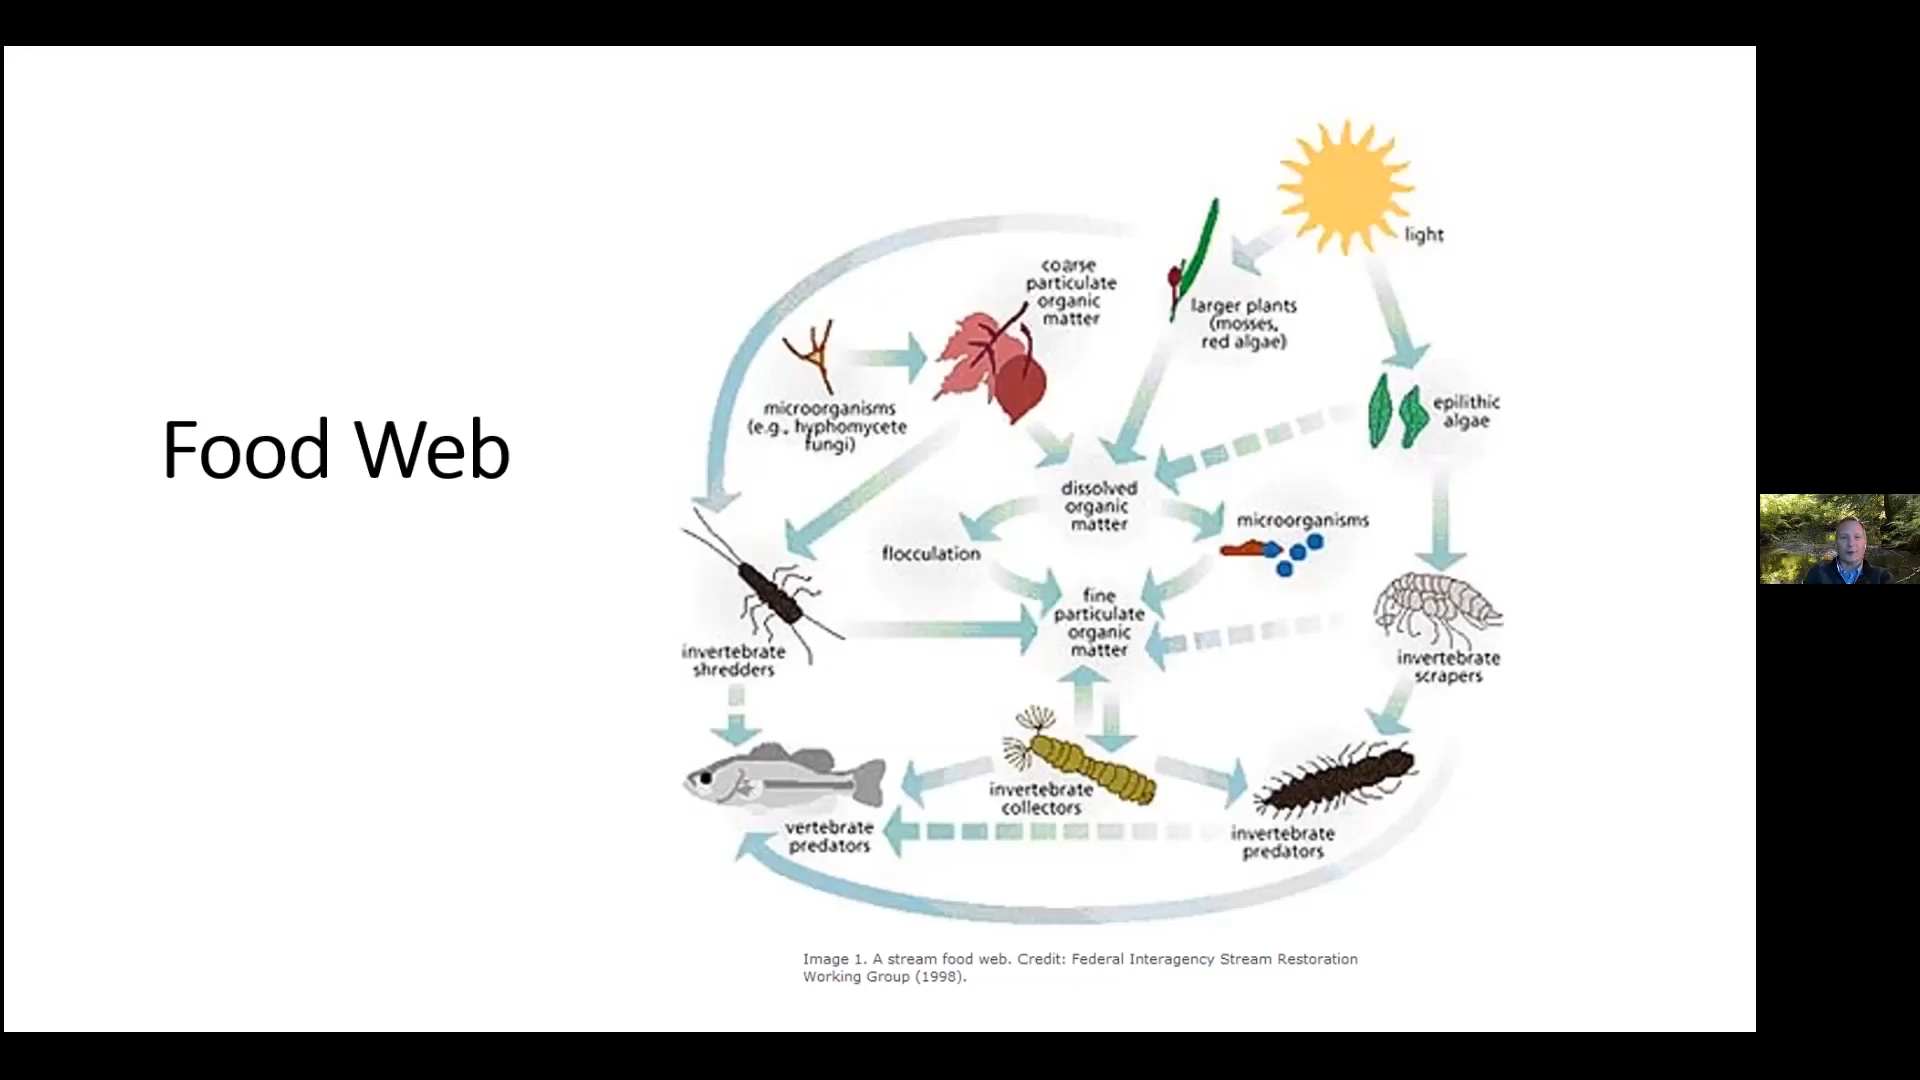 Food Web
light
coarse
particulate
organic
matter
larger plants
(mosses,
red algae)
microorganisms
(e.g., hyphomycete
fungi)
epilithic
algae
dissolved
organic
matter
microorganisms
flocculation
fine
particulate
organic
matter
invertebrate
shredders
invertebrate
scrapers
invertebrate
collectors
vertebrate
predators
invertebrate
predators
Image 1. A stream food web. Credit: Federal Interagency Stream Restoration
Working Group (1998).